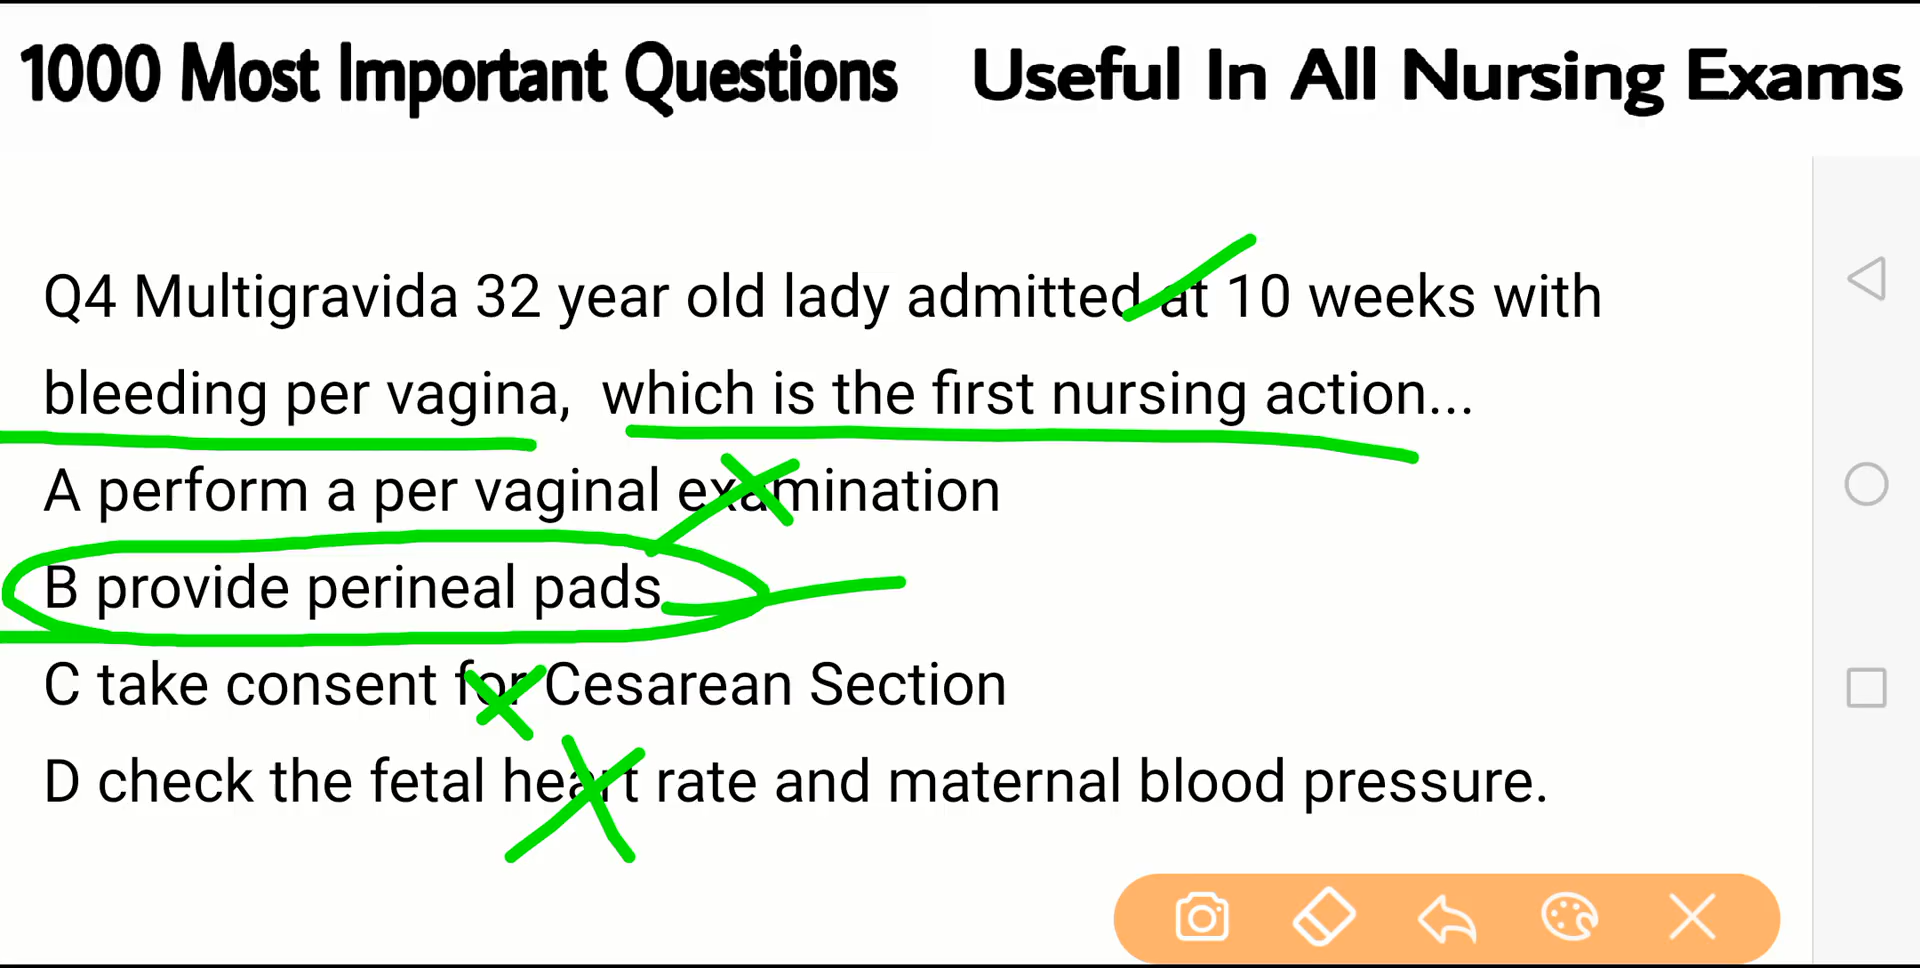 1000 Most Important Questions Useful In All Nursing Exams
Q4 Multigravida 32 year old lady admitted at 10 weeks with
bleeding per vagina, which is the first nursing action...
A perform a per vaginal examination
B provide perineal pads
C take consent for Cesarean Section
D check the fetal heart rate and maternal blood pressure.